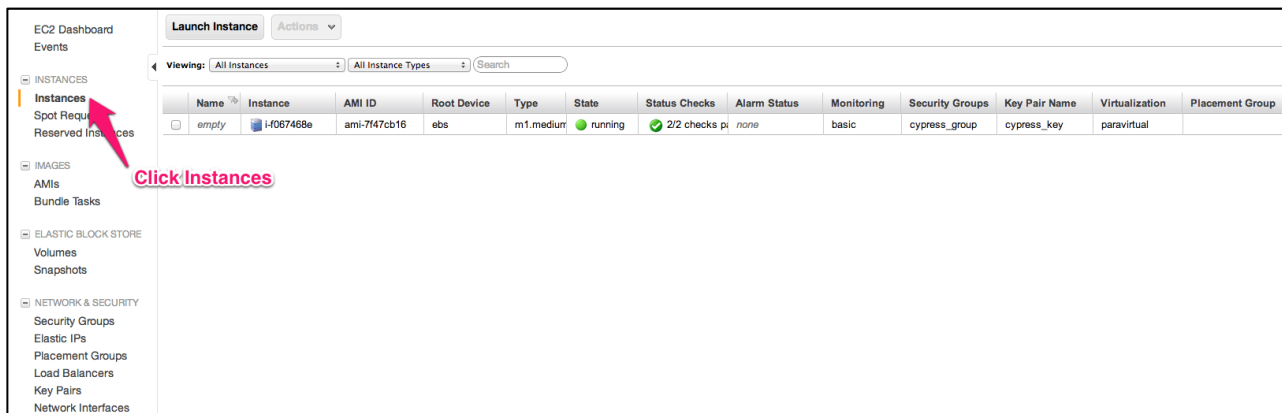 EC2 Dashboard
Events
INSTANCES
Instances
Spot Reque
Reserved Instances
IMAGES
AMIs
Bundle Tasks
ELASTIC BLOCK STORE
Volumes
Snapshots
NETWORK & SECURITY
Security Groups
Elastic IPs
Placement Groups
Load Balancers
Key Pairs
Network Interfaces
Click Instances
Launch Instance Actions
Viewing: All Instances All Instance Types Search
Name Instance AMI ID Root Device Type State Status Checks Alarm Status Monitoring Security Groups Key Pair Name Virtualization Placement Group
empty i-f067468e ami-7f47cb16 ebs m1.medium running 2/2 checks pa none basic cypress_group cypress_key paravirtual